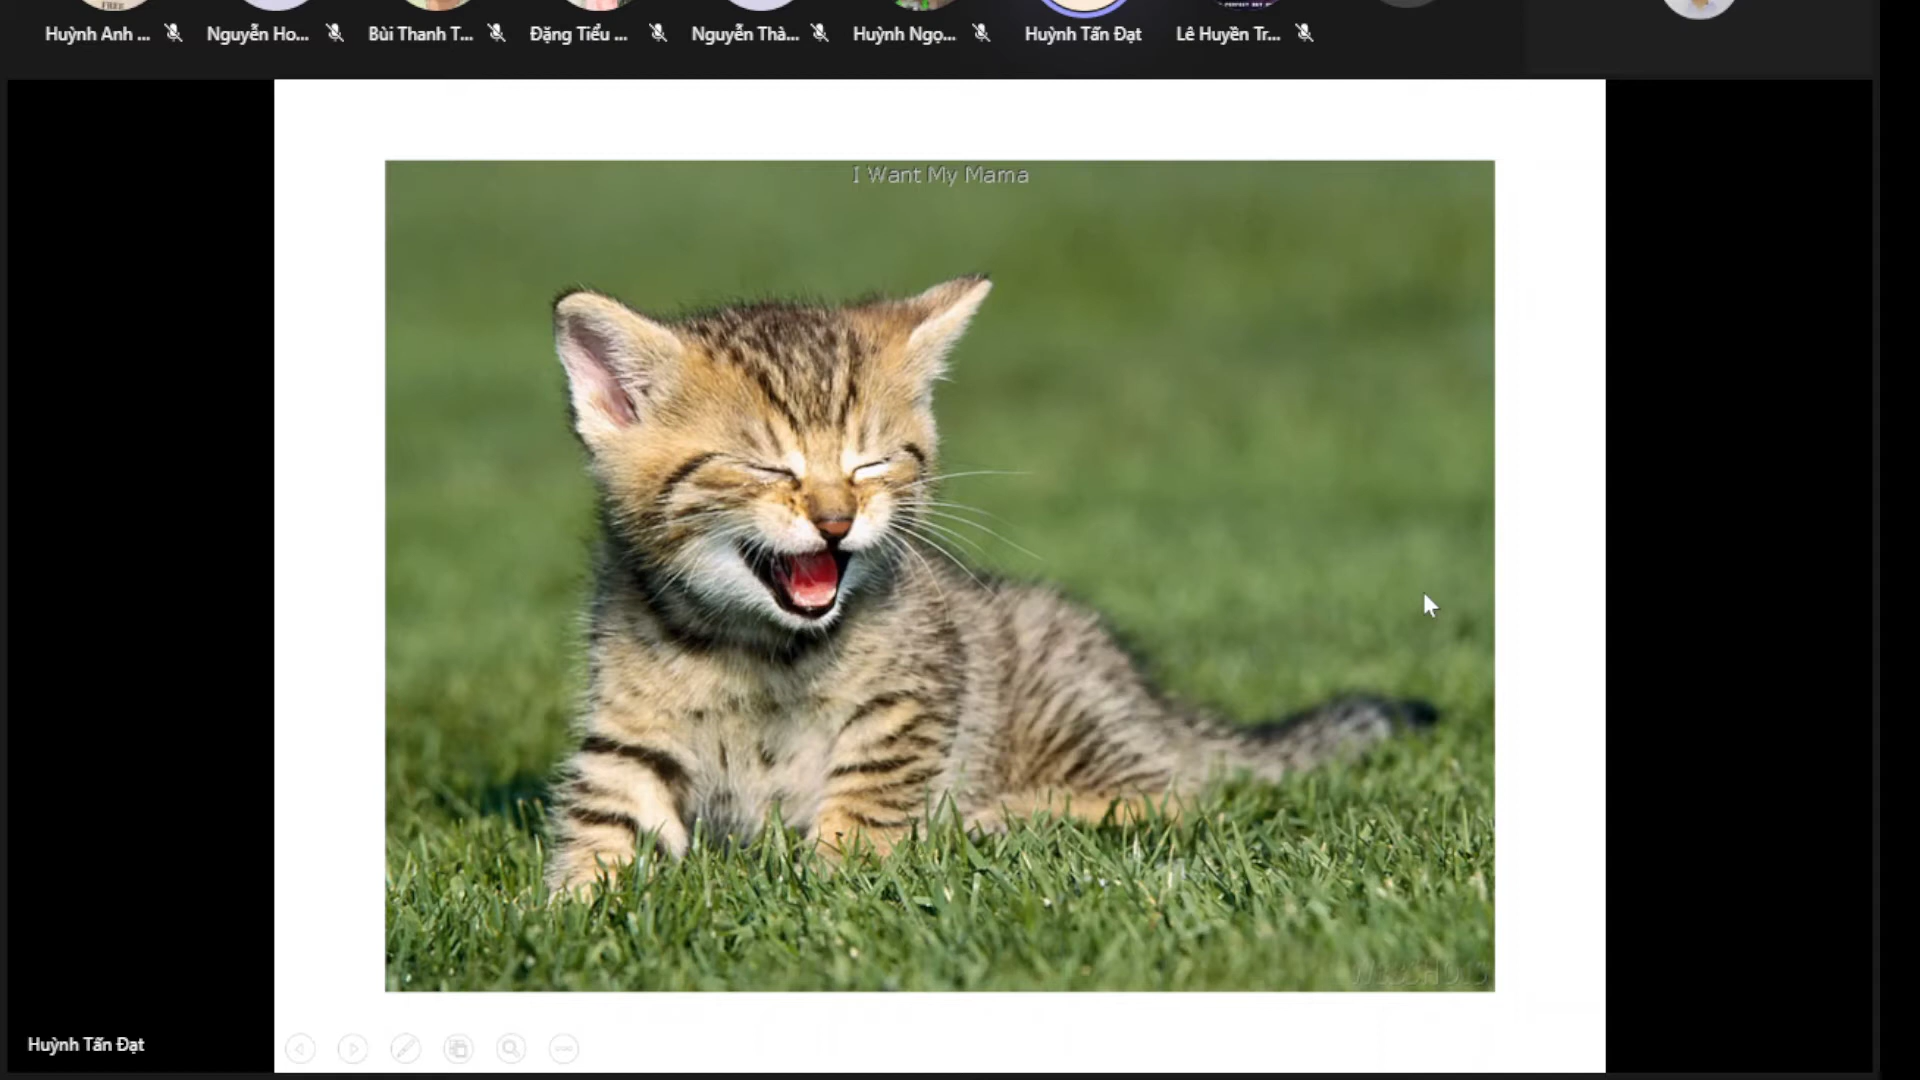 Huỳnh Anh ...
Nguyễn Ho...
Bùi Thanh T...
Đặng Tiểu ...
Nguyễn Thà...
Huỳnh Ngọ...
Huỳnh Tấn Đạt
Lê Huyền Tr...
I Want My Mama
WEBSHOTS
Huỳnh Tấn Đạt